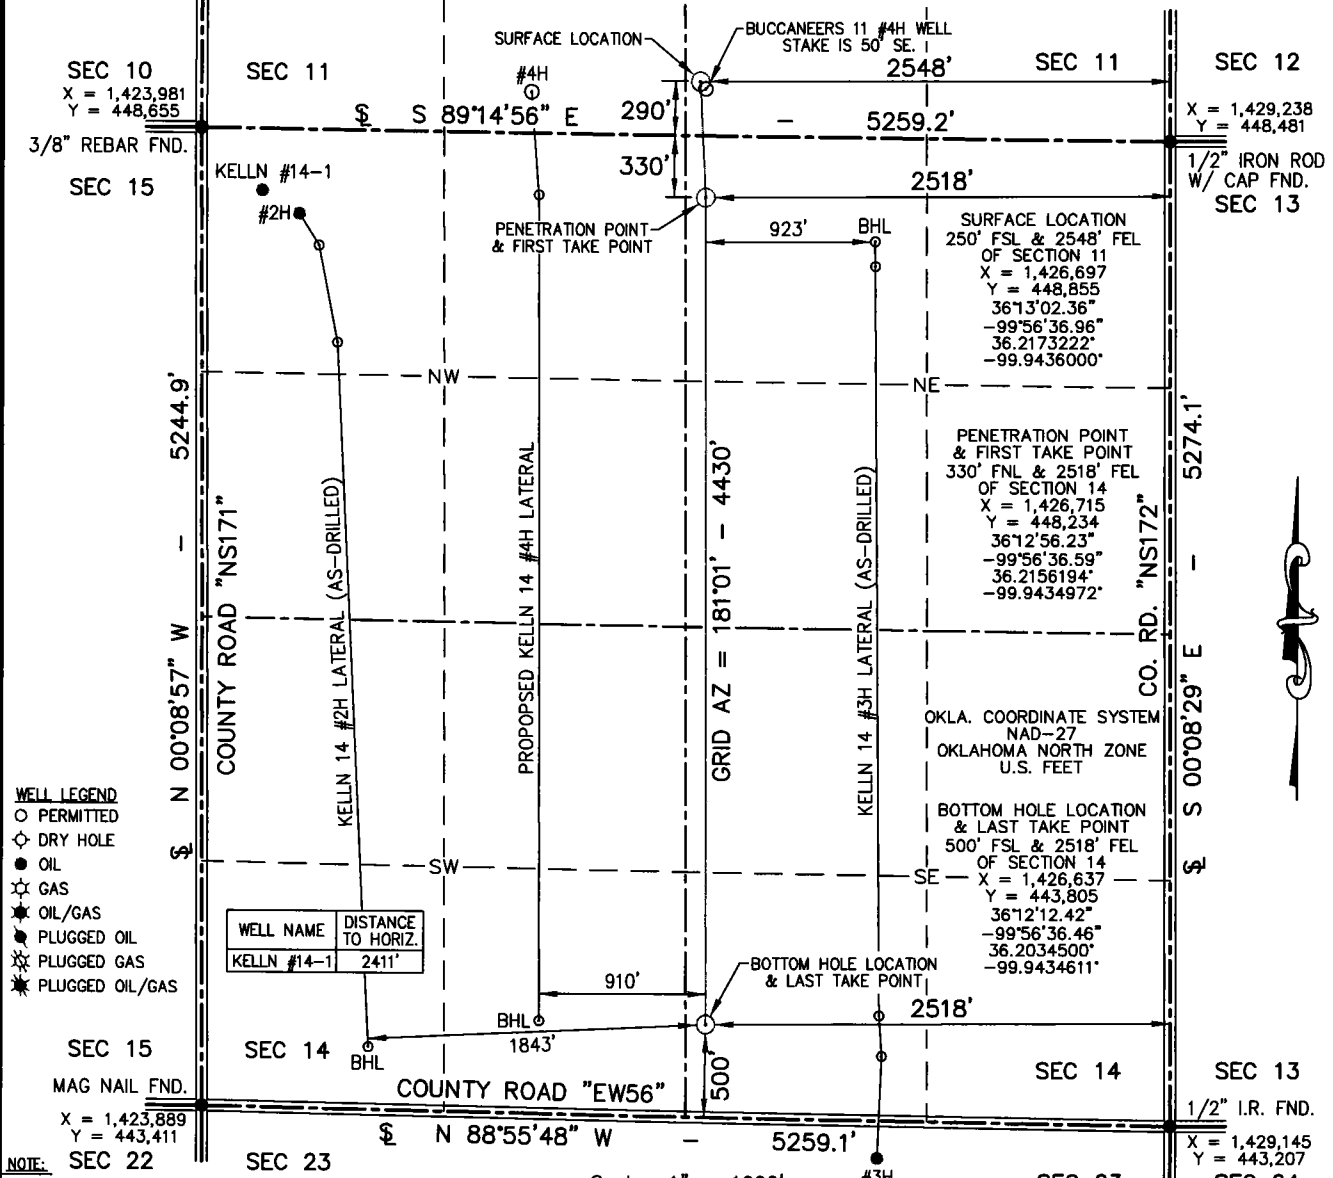 SURFACE LOCATION
BUCCANEERS 11 #4H WELL
STAKE IS 50' SE.
SEC 10
X = 1,423,981
Y = 448,655
3/8" REBAR FND.
SEC 15
SEC 11
#4H
SEC 11
SEC 12
X = 1,429,238
Y = 448,481
1/2" IRON ROD
W/ CAP FND.
SEC 13
2548'
290'
℄ S 89°14'56" E - 5259.2'
330'
2518'
KELLN #14-1
#2H
PENETRATION POINT
& FIRST TAKE POINT
923'
BHL
SURFACE LOCATION
250' FSL & 2548' FEL
OF SECTION 11
X = 1,426,697
Y = 448,855
36°13'02.36"
-99°56'36.96"
36.2173222°
-99.9436000°
NW
NE
PENETRATION POINT
& FIRST TAKE POINT
330' FNL & 2518' FEL
OF SECTION 14
X = 1,426,715
Y = 448,234
36°12'56.23"
-99°56'36.59"
36.2156194°
-99.9434972°
℄ N 00°08'57" W - 5244.9'
COUNTY ROAD "NS171"
KELLN 14 #2H LATERAL (AS-DRILLED)
PROPOPSED KELLN 14 #4H LATERAL
GRID AZ = 181°01' - 4430'
KELLN 14 #3H LATERAL (AS-DRILLED)
CO. RD. "NS172"
℄ S 00°08'29" E - 5274.1'
OKLA. COORDINATE SYSTEM
NAD-27
OKLAHOMA NORTH ZONE
U.S. FEET
WELL LEGEND
PERMITTED
DRY HOLE
OIL
GAS
OIL/GAS
PLUGGED OIL
PLUGGED GAS
PLUGGED OIL/GAS
SW
SE
BOTTOM HOLE LOCATION
& LAST TAKE POINT
500' FSL & 2518' FEL
OF SECTION 14
X = 1,426,637
Y = 443,805
36°12'12.42"
-99°56'36.46"
36.2034500°
-99.9434611°
WELL NAME DISTANCE TO HORIZ.
KELLN #14-1 2411'
910'
BOTTOM HOLE LOCATION
& LAST TAKE POINT
BHL
1843'
2518'
BHL
500'
SEC 15
SEC 14
SEC 14
SEC 13
MAG NAIL FND.
X = 1,423,889
Y = 443,411
COUNTY ROAD "EW56"
1/2" I.R. FND.
X = 1,429,145
Y = 443,207
℄ N 88°55'48" W - 5259.1'
NOTE:
SEC 22
SEC 23
#3H